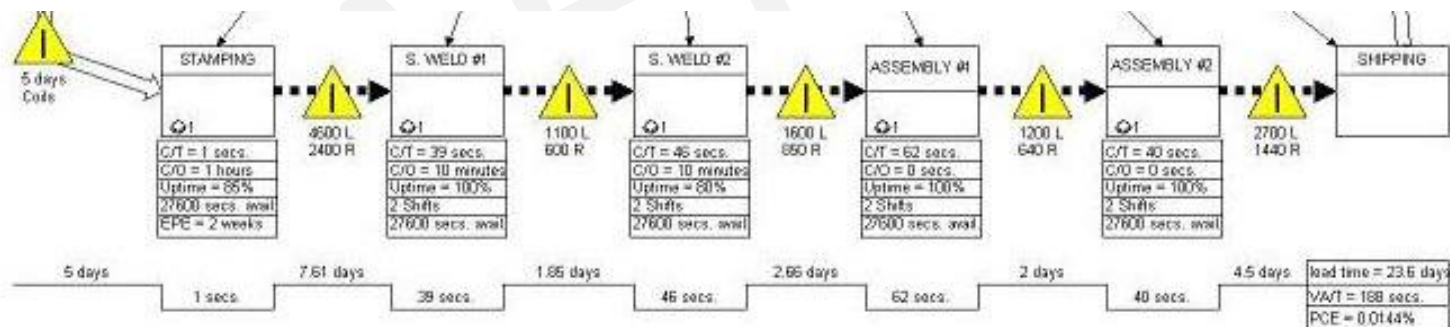 5 days
Coils
STAMPING
1
C/T = 1 secs.
C/O = 1 hours
Uptime = 85%
27600 secs. avail
EPE = 2 weeks
4600 L
2400 R
S. WELD #1
1
C/T = 39 secs.
C/O = 10 minutes
Uptime = 100%
2 Shifts
27600 secs. avail
1100 L
600 R
S. WELD #2
1
C/T = 46 secs.
C/O = 10 minutes
Uptime = 80%
2 Shifts
27600 secs. avail
1600 L
850 R
ASSEMBLY #1
1
C/T = 62 secs.
C/O = 0 secs.
Uptime = 100%
2 Shifts
27600 secs. avail
1200 L
640 R
ASSEMBLY #2
1
C/T = 40 secs.
C/O = 0 secs.
Uptime = 100%
2 Shifts
27600 secs. avail
2700 L
1440 R
SHIPPING
5 days
1 secs.
7.61 days
39 secs.
1.85 days
46 secs.
2.66 days
62 secs.
2 days
40 secs.
4.5 days
lead time = 23.6 days
VA/T = 188 secs.
PCE = 0.0144%